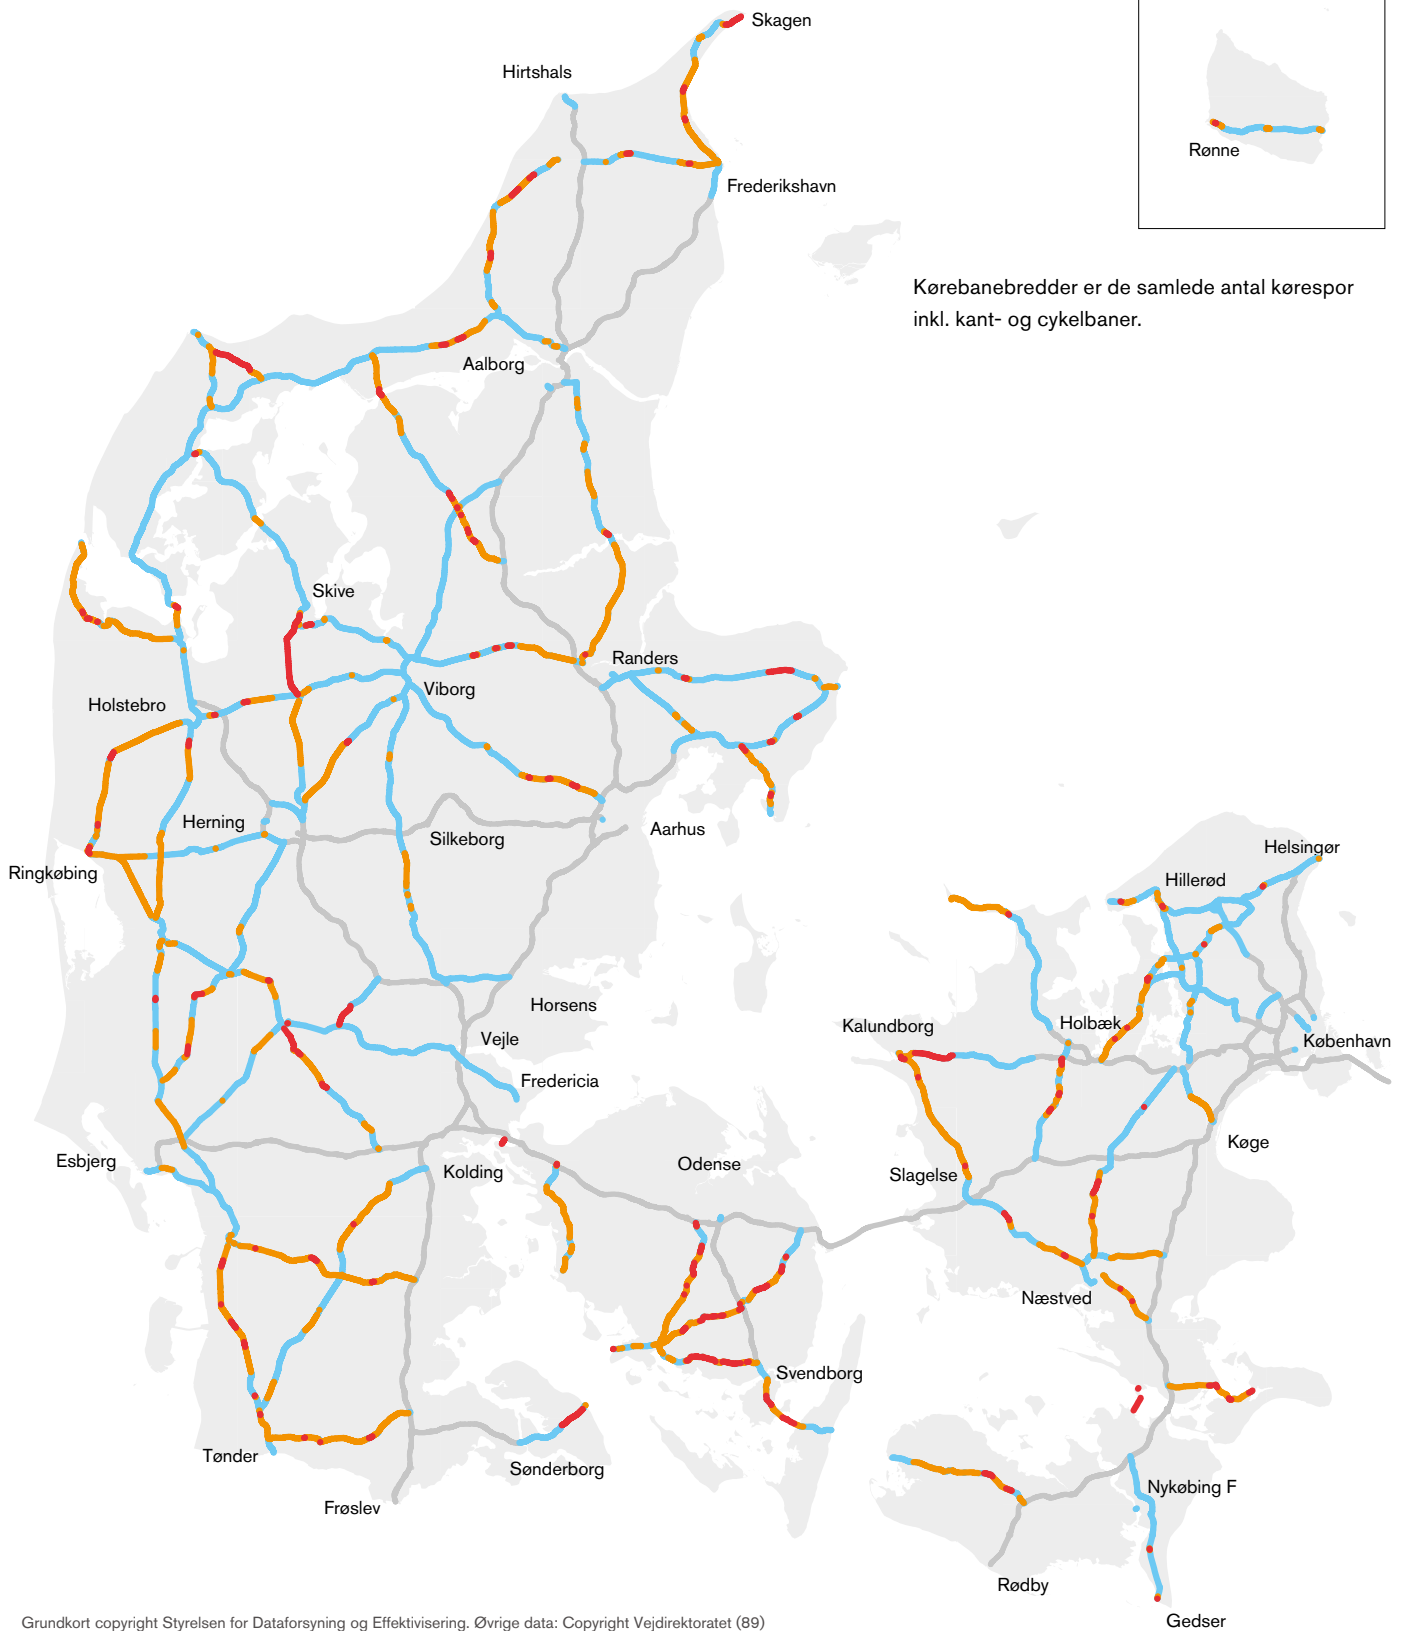 Skagen
Hirtshals
Rønne
Frederikshavn
Kørebanebredder er de samlede antal kørespor
inkl. kant- og cykelbaner.
Aalborg
Skive
Randers
Viborg
Holstebro
Herning
Silkeborg
Aarhus
Ringkøbing
Helsingør
Hillerød
Horsens
Kalundborg
Holbæk
Vejle
København
Fredericia
Køge
Esbjerg
Kolding
Odense
Slagelse
Næstved
Svendborg
Tønder
Sønderborg
Nykøbing F
Frøslev
Rødby
Gedser
Grundkort copyright Styrelsen for Dataforsyning og Effektivisering. Øvrige data: Copyright Vejdirektoratet (89)